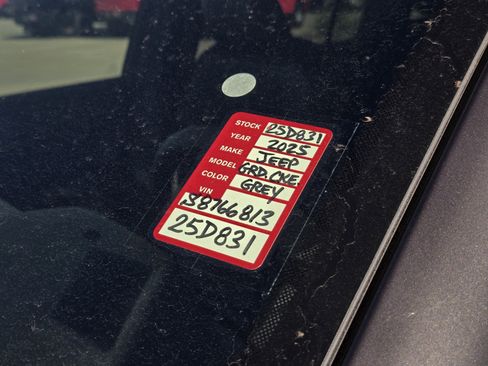 STOCK 25D831
YEAR 2025
MAKE JEEP
MODEL GRD.CKE.
COLOR GREY
VIN S8766813
25D831